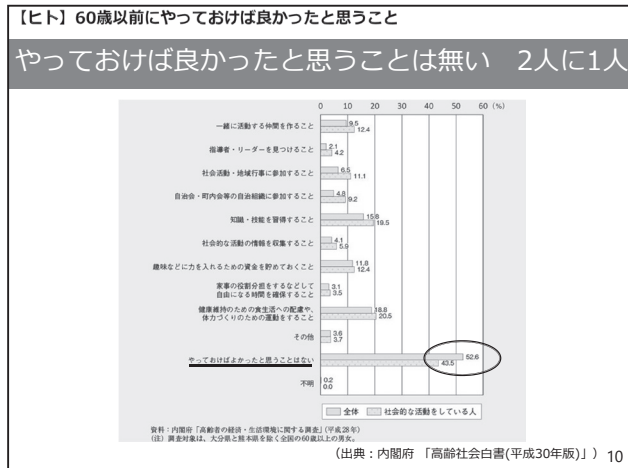 【ヒト】60歳以前にやっておけば良かったと思うこと
やっておけば良かったと思うことは無い　2人に1人
0 10 20 30 40 50 60 (%)
一緒に活動する仲間を作ること 9.5
12.4
指導者・リーダーを見つけること 2.1
4.2
社会活動・地域行事に参加すること 6.5
11.1
自治会・町内会等の自治組織に参加すること 4.8
9.2
知識・技能を習得すること 15.8
19.5
社会的な活動の情報を収集すること 4.1
5.9
趣味などに力を入れるための資金を貯めておくこと 11.8
12.4
家事の役割分担をするなどして
自由になる時間を確保すること 3.1
3.5
健康維持のための食生活への配慮や、
体力づくりのための運動をすること 18.8
20.5
その他 3.6
3.7
やっておけばよかったと思うことはない 52.6
43.5
不明 0.2
0.0
全体 社会的な活動をしている人
資料：内閣府「高齢者の経済・生活環境に関する調査」(平成28年)
(注) 調査対象は、大分県と熊本県を除く全国の60歳以上の男女。
(出典：内閣府 「高齢社会白書(平成30年版)」) 10